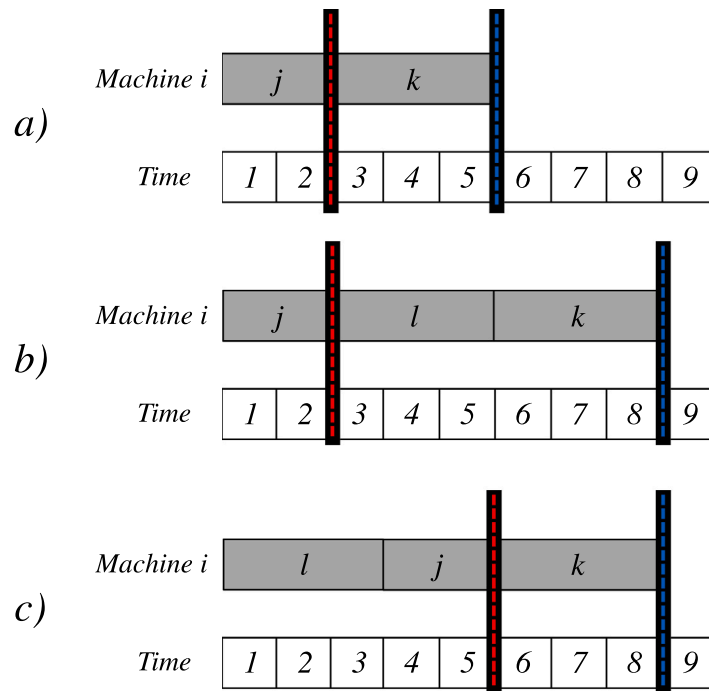 Machine i j k
a)
Time 1 2 3 4 5 6 7 8 9
Machine i j l k
b)
Time 1 2 3 4 5 6 7 8 9
Machine i l j k
c)
Time 1 2 3 4 5 6 7 8 9